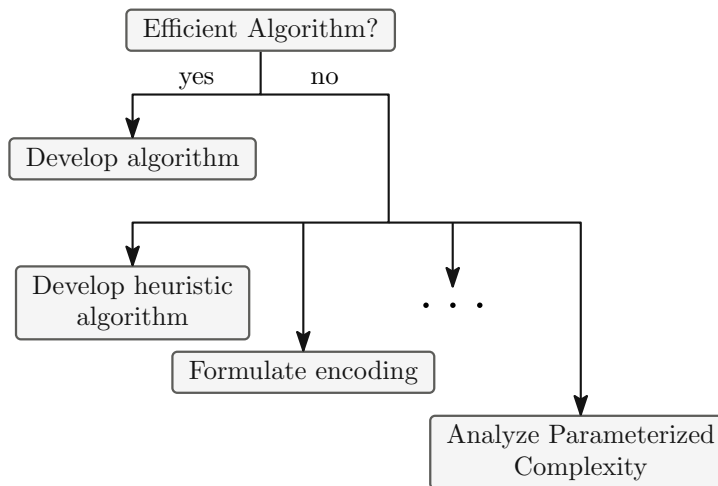 Efficient Algorithm?
yes
no
Develop algorithm
Develop heuristic
algorithm
. . .
Formulate encoding
Analyze Parameterized
Complexity